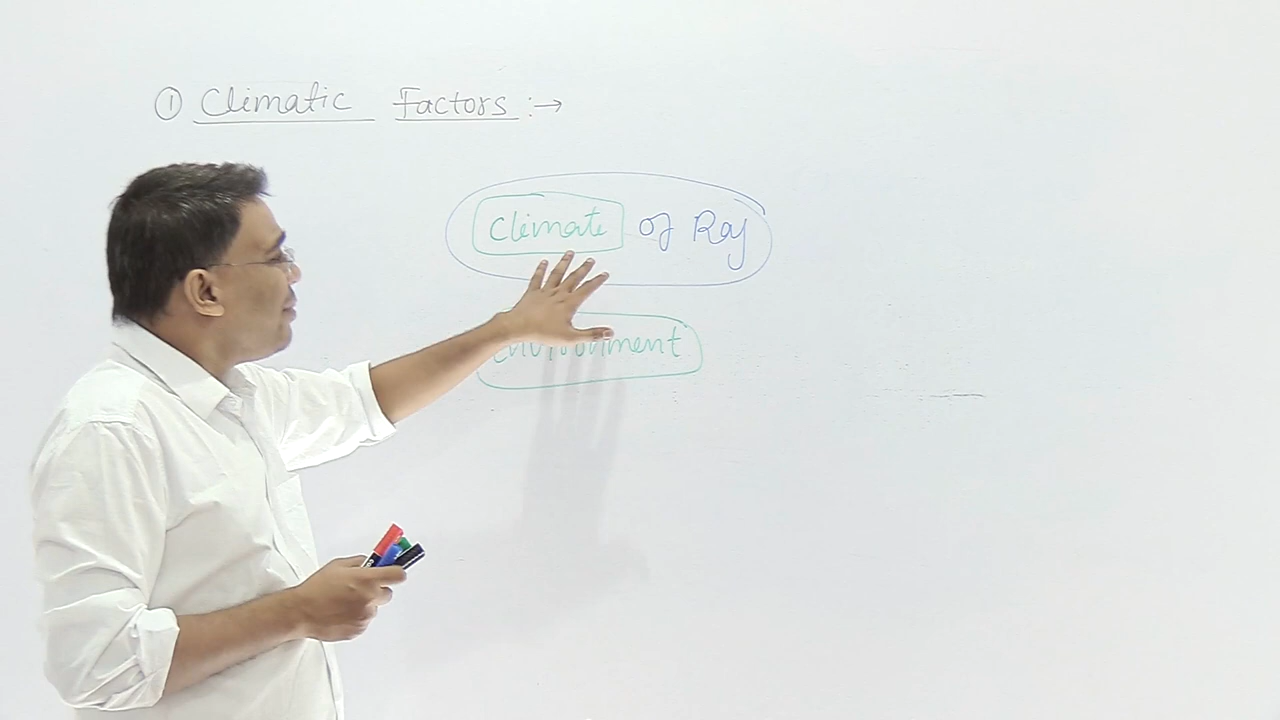 ① Climatic Factors :→
Climate of Raj
Environment